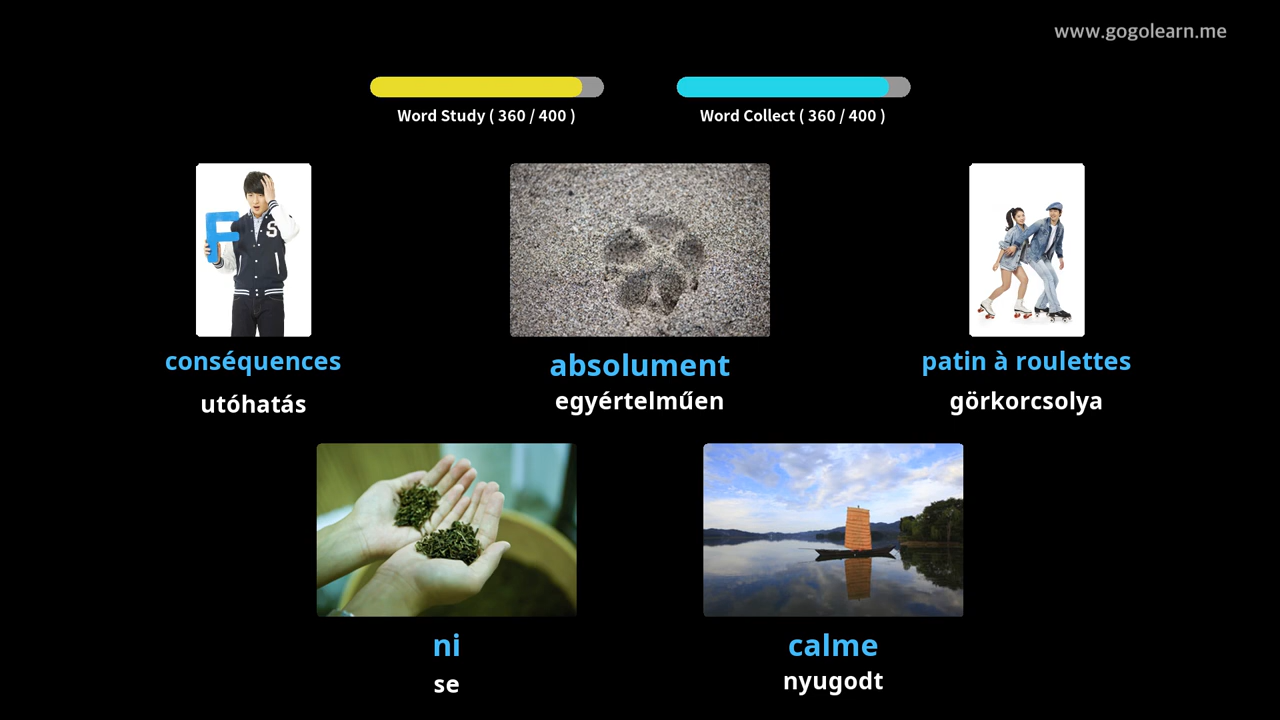 www.gogolearn.me
Word Study ( 360 / 400 )
Word Collect ( 360 / 400 )
F
S
conséquences
utóhatás
absolument
egyértelműen
patin à roulettes
görkorcsolya
ni
se
calme
nyugodt